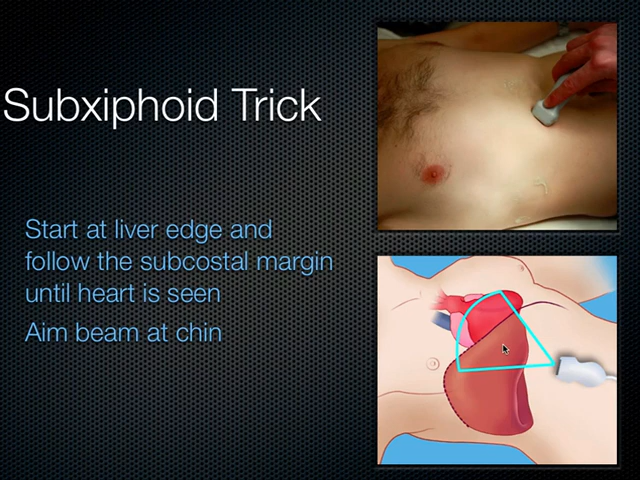 Subxiphoid Trick
Start at liver edge and
follow the subcostal margin
until heart is seen
Aim beam at chin